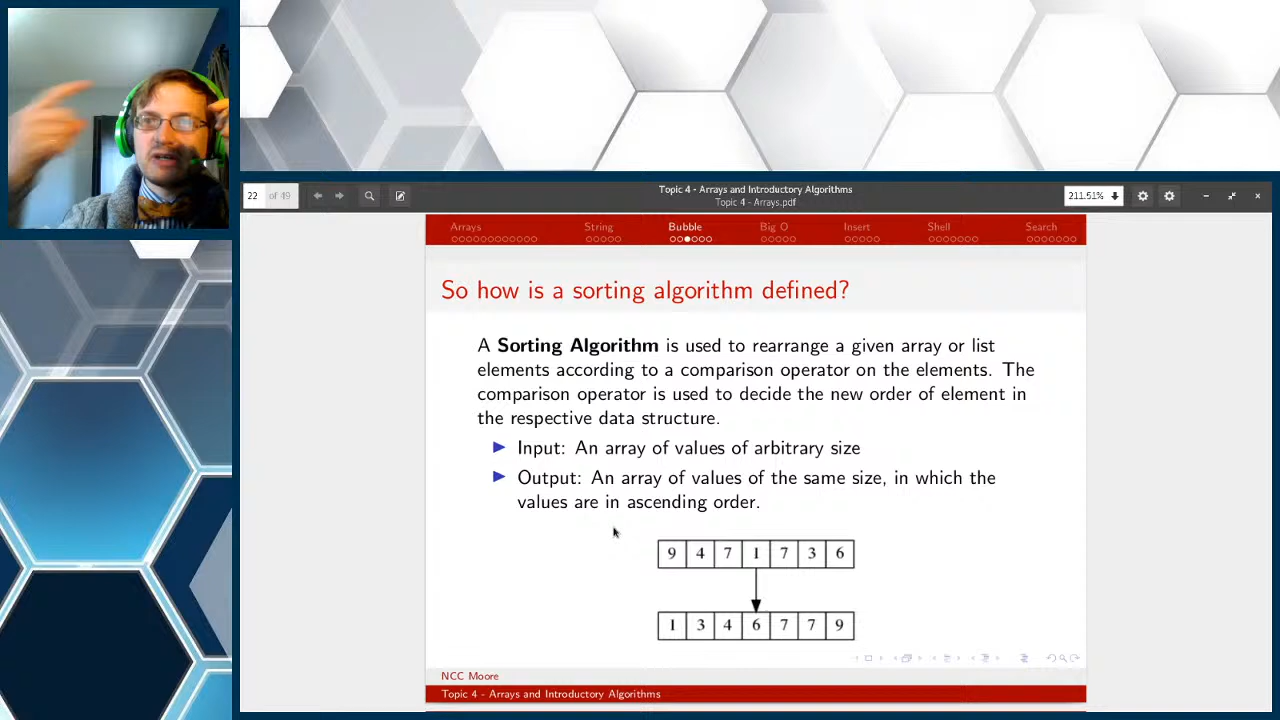 Topic 4 - Arrays and Introductory Algorithms
22 of 49
Topic 4 - Arrays.pdf
211.51%
Arrays String Bubble Big O Insert Shell Search
So how is a sorting algorithm defined?
A Sorting Algorithm is used to rearrange a given array or list
elements according to a comparison operator on the elements. The
comparison operator is used to decide the new order of element in
the respective data structure.
Input: An array of values of arbitrary size
Output: An array of values of the same size, in which the
values are in ascending order.
9 4 7 1 7 3 6
1 3 4 6 7 7 9
NCC Moore
Topic 4 - Arrays and Introductory Algorithms